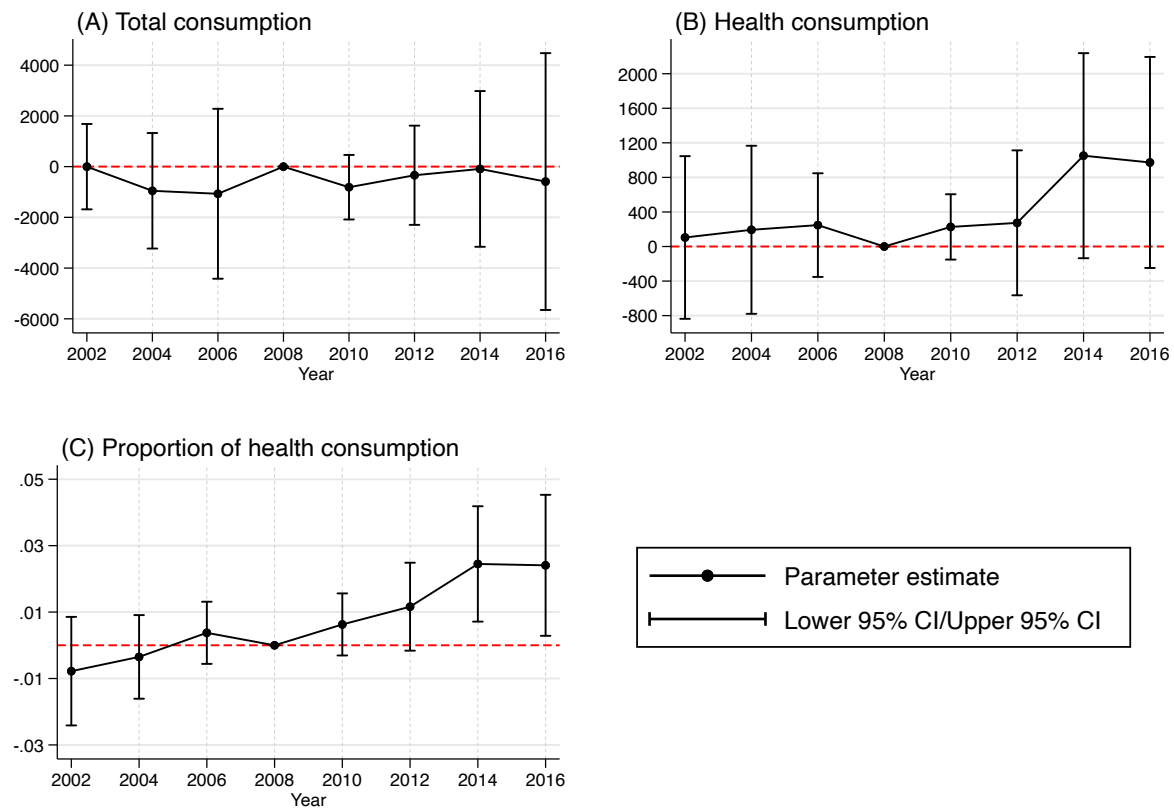 (A) Total consumption
4000
2000
0
-2000
-4000
-6000
2002 2004 2006 2008 2010 2012 2014 2016
Year
(B) Health consumption
2000
1600
1200
800
400
0
-400
-800
2002 2004 2006 2008 2010 2012 2014 2016
Year
(C) Proportion of health consumption
.05
.03
.01
-.01
-.03
2002 2004 2006 2008 2010 2012 2014 2016
Year
Parameter estimate
Lower 95% CI/Upper 95% CI